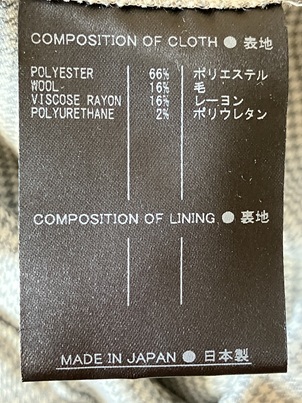 COMPOSITION OF CLOTH ● 表地
POLYESTER 66% ポリエステル
WOOL 16% 毛
VISCOSE RAYON 16% レーヨン
POLYURETHANE 2% ポリウレタン
COMPOSITION OF LINING ● 裏地
MADE IN JAPAN ● 日本製